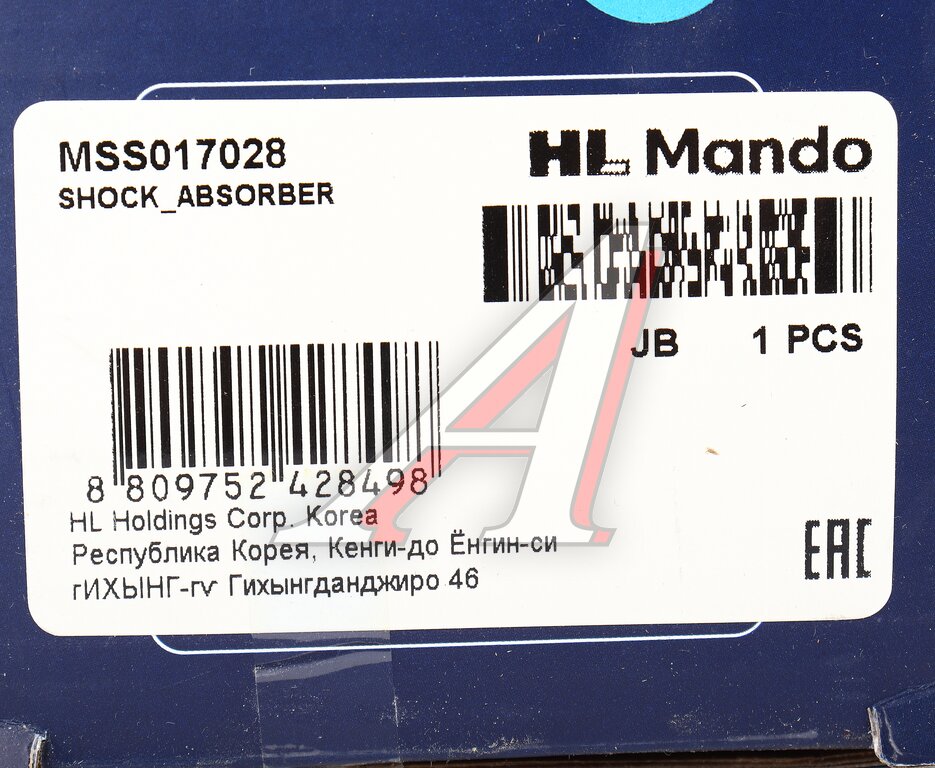 MSS017028
SHOCK_ABSORBER
HL Mando
JB 1 PCS
8 809752 428498
HL Holdings Corp. Korea
Республика Корея, Кенги-до Ёнгин-си
гИХЫНГ-гv Гихынгданджиро 46
EAC